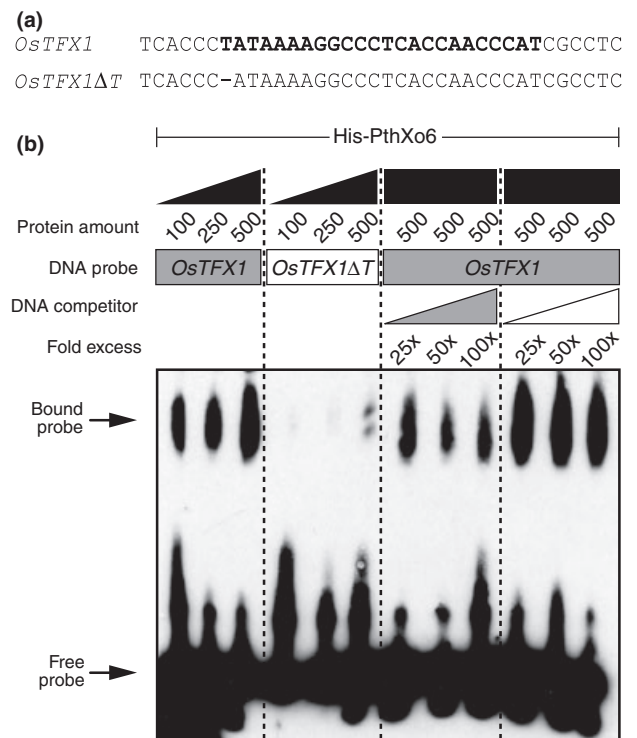 (a)
OsTFX1 TCACCCTATAAAAGGCCCTCACCAACCCATCGCCTC
OsTFX1ΔT TCACCC-ATAAAAGGCCCTCACCAACCCATCGCCTC
(b)
His-PthXo6
Protein amount 100 250 500 100 250 500 500 500 500 500 500 500
DNA probe OsTFX1 OsTFX1ΔT OsTFX1
DNA competitor
Fold excess 25x 50x 100x 25x 50x 100x
Bound
probe
Free
probe